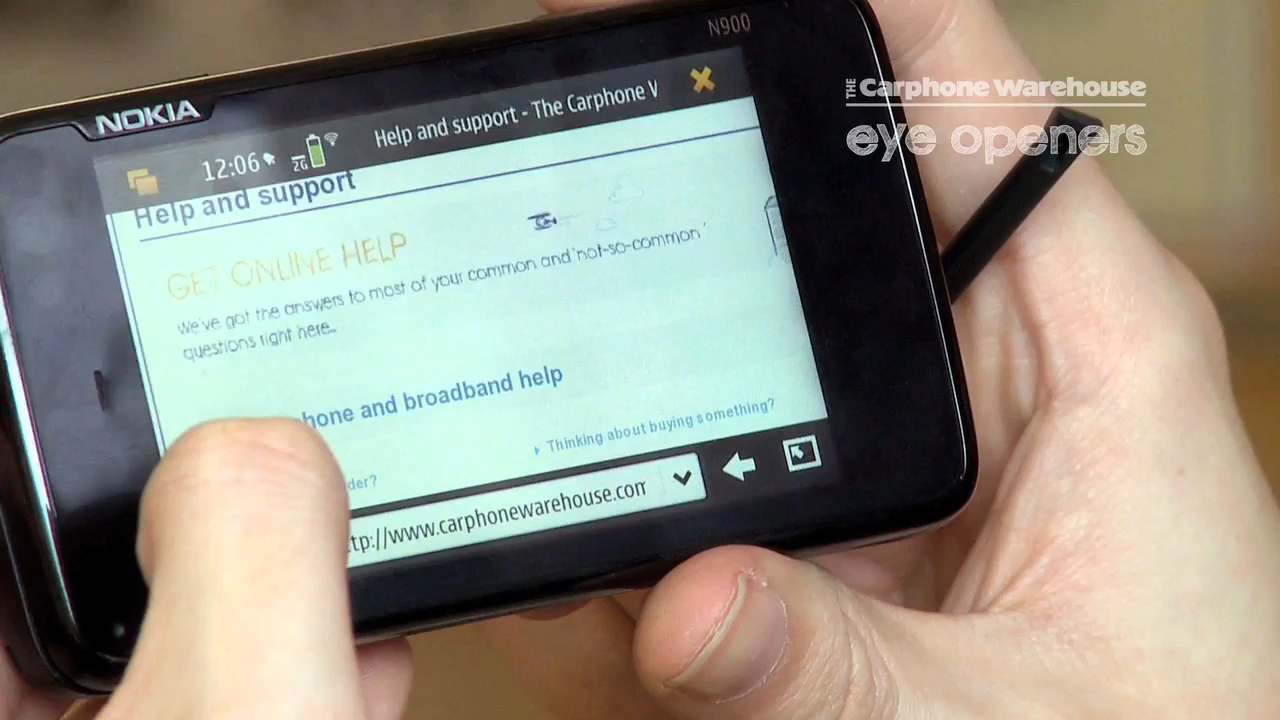 N900
NOKIA
THE Carphone Warehouse
eye openers
12:06
2G
Help and support - The Carphone
Help and support
GET ONLINE HELP
We've got the answers to most of your common and 'not-so-common'
questions right here..
hone and broadband help
Thinking about buying something?
der?
tp://www.carphonewarehouse.com